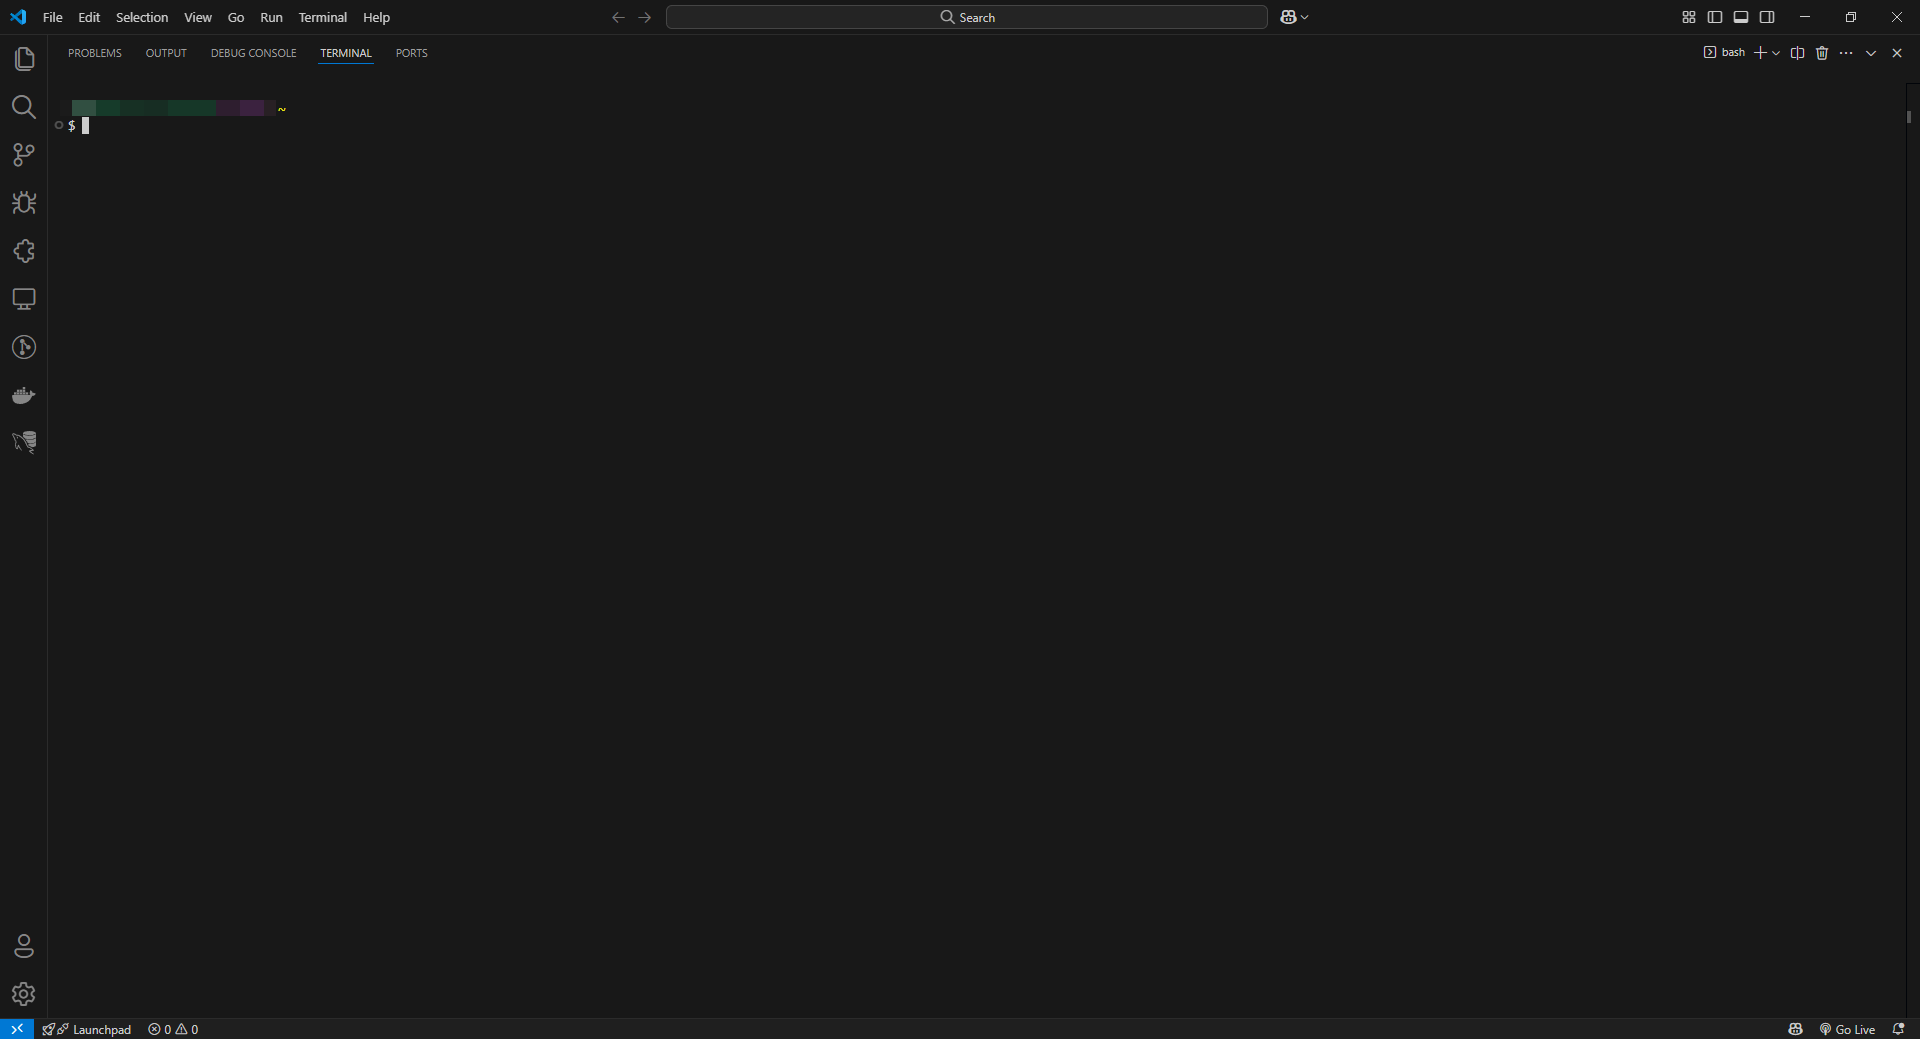 File Edit Selection View Go Run Terminal Help
Search
PROBLEMS OUTPUT DEBUG CONSOLE TERMINAL PORTS
bash
~
$
Launchpad 0 0
Go Live